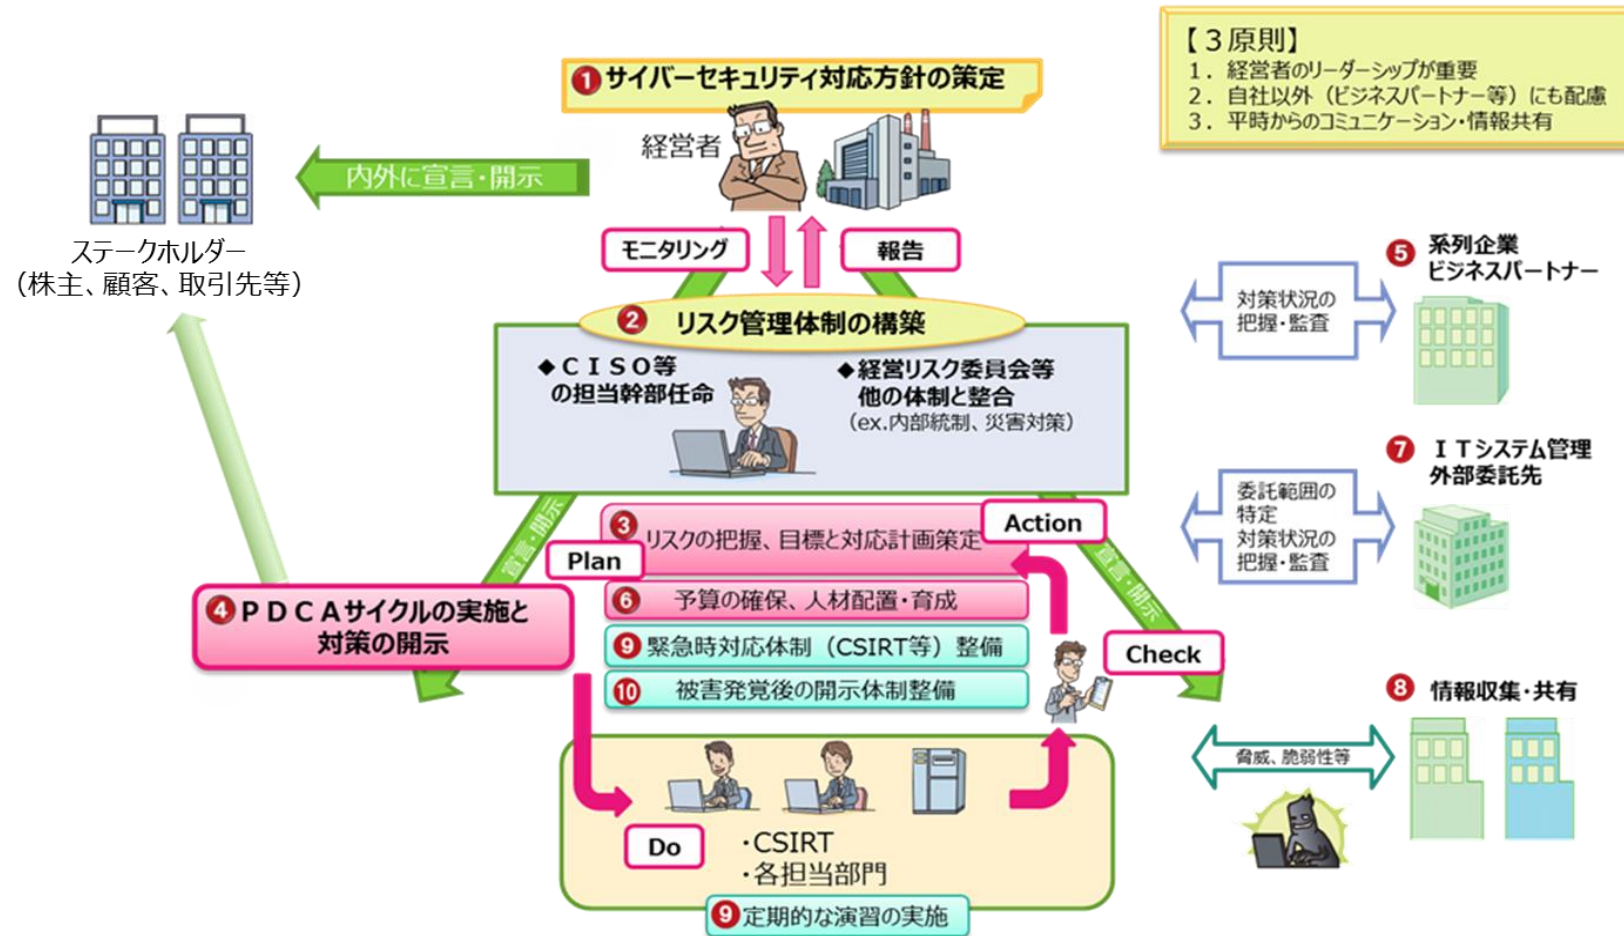 【３原則】
１．経営者のリーダーシップが重要
２．自社以外（ビジネスパートナー等）にも配慮
３．平時からのコミュニケーション・情報共有
❶サイバーセキュリティ対応方針の策定
経営者
内外に宣言・開示
ステークホルダー
（株主、顧客、取引先等）
モニタリング
報告
❷ リスク管理体制の構築
◆ＣＩＳＯ等
の担当幹部任命
◆経営リスク委員会等
他の体制と整合
（ex.内部統制、災害対策）
❺ 系列企業
ビジネスパートナー
対策状況の
把握・監査
❼ ＩＴシステム管理
外部委託先
委託範囲の
特定
対策状況の
把握・監査
宣言・開示
宣言・開示
Action
❸ リスクの把握、目標と対応計画策定
Plan
❹ＰＤＣＡサイクルの実施と
対策の開示
❻ 予算の確保、人材配置・育成
❾ 緊急時対応体制（CSIRT等）整備
❿ 被害発覚後の開示体制整備
Check
❽ 情報収集・共有
脅威、脆弱性等
Do
・CSIRT
・各担当部門
❾定期的な演習の実施